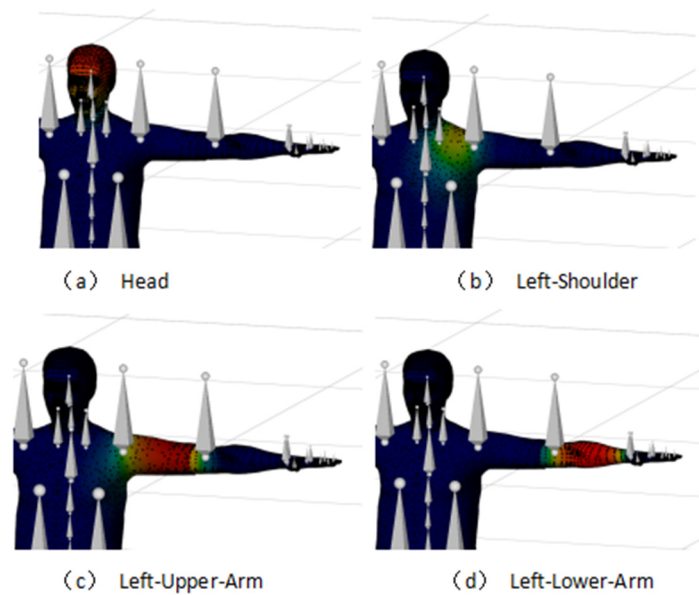 （a） Head
（b） Left-Shoulder
（c） Left-Upper-Arm
（d） Left-Lower-Arm